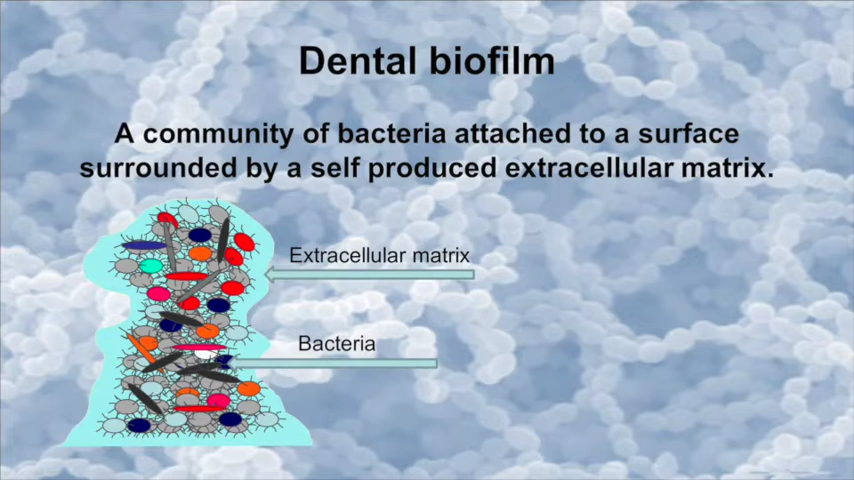 Dental biofilm
A community of bacteria attached to a surface
surrounded by a self produced extracellular matrix.
Extracellular matrix
Bacteria